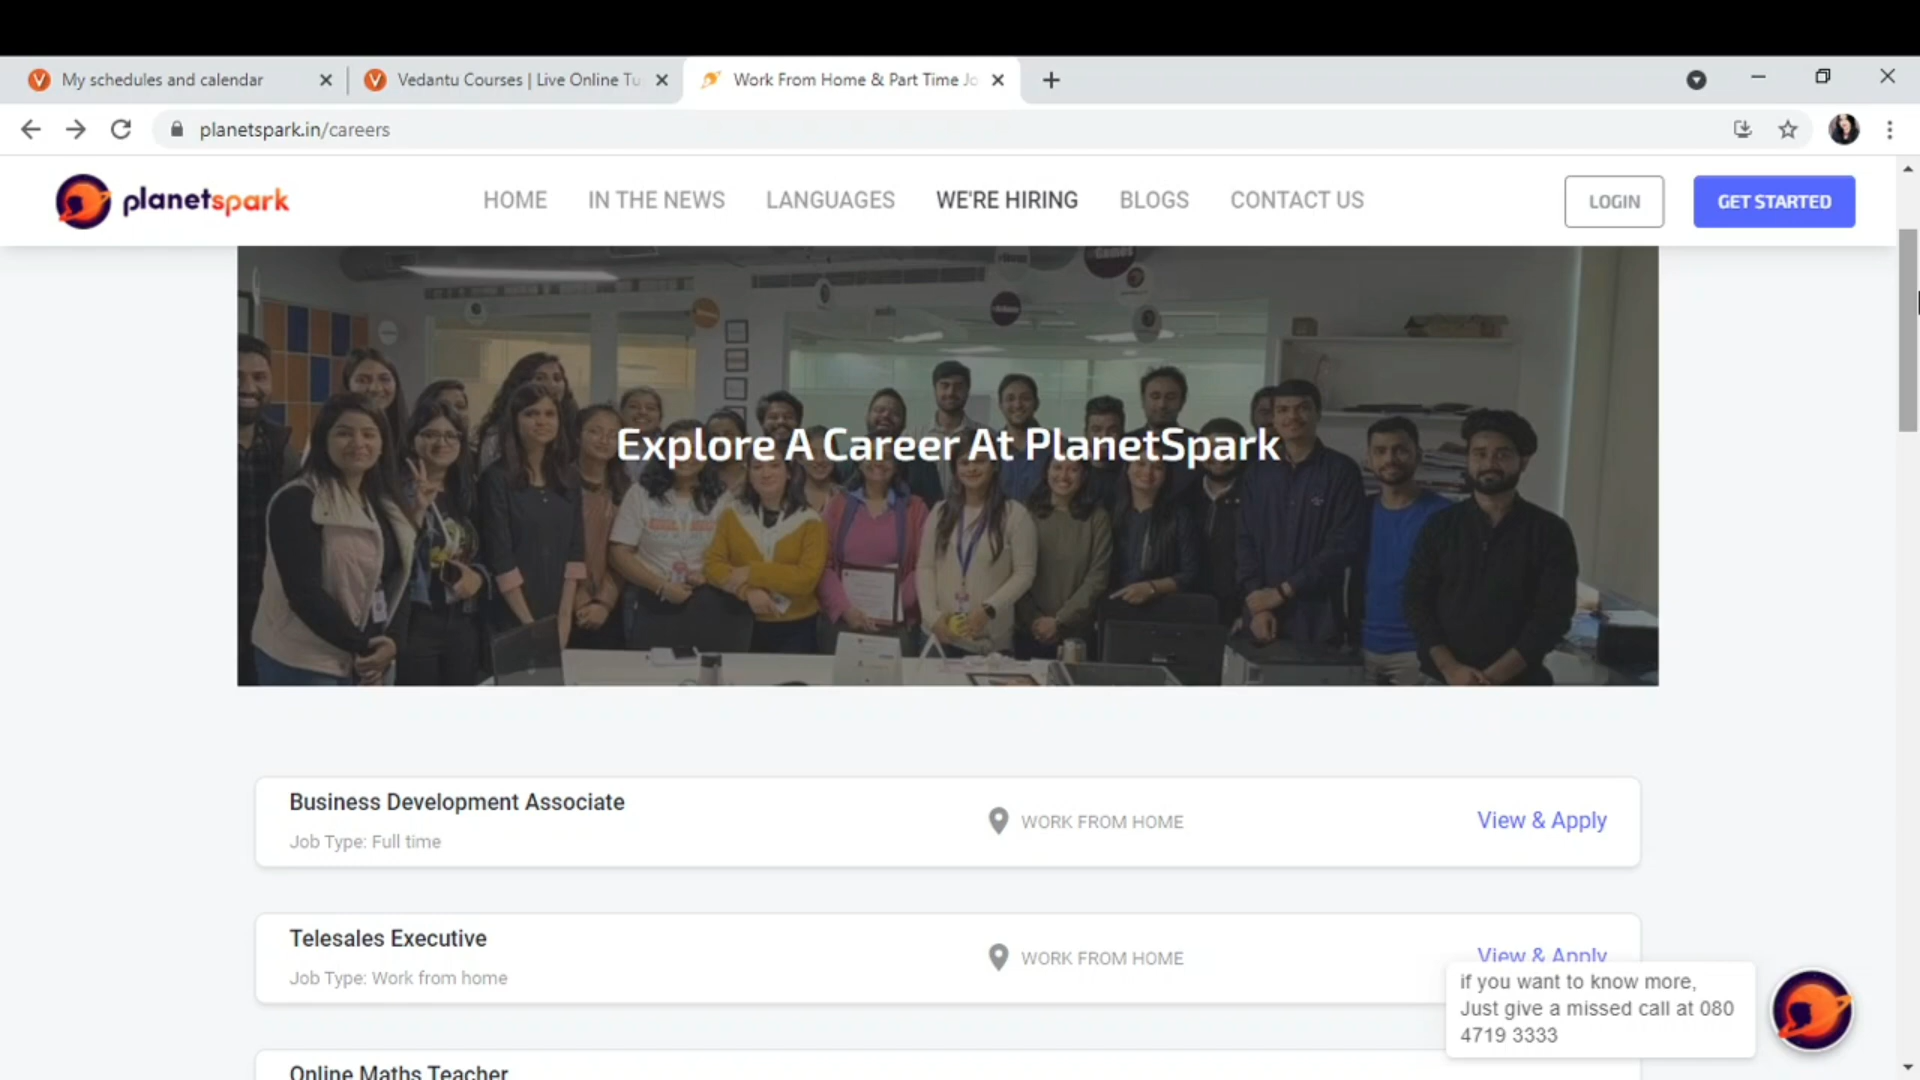 My schedules and calendar
Vedantu Courses | Live Online Tu
Work From Home & Part Time Jo
planetspark.in/careers
planetspark
HOME
IN THE NEWS
LANGUAGES
WE'RE HIRING
BLOGS
CONTACT US
LOGIN
GET STARTED
Explore A Career At PlanetSpark
Business Development Associate
Job Type: Full time
WORK FROM HOME
View & Apply
Telesales Executive
Job Type: Work from home
WORK FROM HOME
View & Apply
if you want to know more,
Just give a missed call at 080
4719 3333
Online Maths Teacher